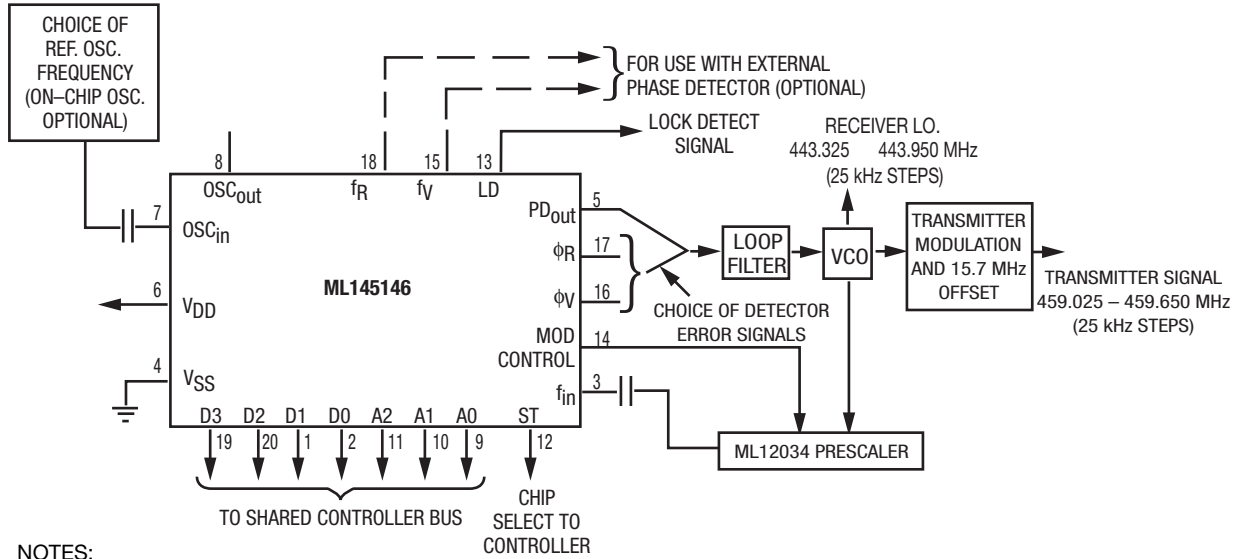 CHOICE OF
REF. OSC.
FREQUENCY
(ON–CHIP OSC.
OPTIONAL)
FOR USE WITH EXTERNAL
PHASE DETECTOR (OPTIONAL)
LOCK DETECT
SIGNAL
RECEIVER LO.
443.325 443.950 MHz
(25 kHz STEPS)
8
18
15
13
OSCout
fR
fV
LD
7
OSCin
PDout
5
ϕR
17
ϕV
16
LOOP
FILTER
VCO
TRANSMITTER
MODULATION
AND 15.7 MHz
OFFSET
TRANSMITTER SIGNAL
459.025 – 459.650 MHz
(25 kHz STEPS)
ML145146
6
VDD
CHOICE OF DETECTOR
ERROR SIGNALS
MOD
CONTROL
14
4
VSS
fin
3
D3 D2 D1 D0 A2 A1 A0 ST
19 20 1 2 11 10 9 12
ML12034 PRESCALER
TO SHARED CONTROLLER BUS
CHIP
SELECT TO
CONTROLLER
NOTES: